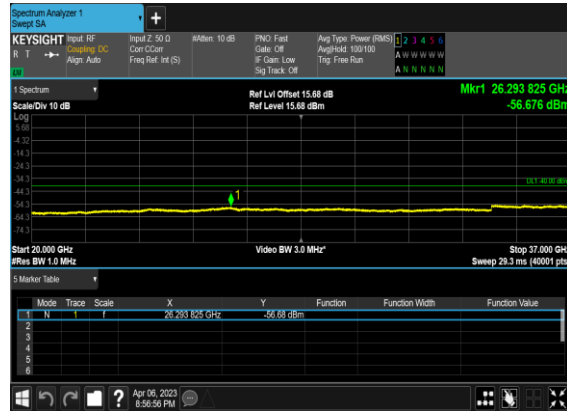 Spectrum Analyzer 1
Swept SA
+
KEYSIGHT Input: RF Input Z: 50 Ω #Atten: 10 dB PNO: Fast Avg Type: Power (RMS) 1 2 3 4 5 6
R T Coupling: DC Corr CCorr Gate: Off Avg|Hold: 100/100 A W W W W W
Align: Auto Freq Ref: Int (S) IF Gain: Low Trig: Free Run
Sig Track: Off A N N N N N
1 Spectrum Ref Lvl Offset 15.68 dB Mkr1 26.293 825 GHz
Scale/Div 10 dB Ref Level 15.68 dBm -56.676 dBm
Log
5.68
-4.32
-14.3
-24.3
-34.3 DL1 -40.00 dBm
-44.3
1
-54.3
-64.3
-74.3
Start 20.000 GHz Video BW 3.0 MHz* Stop 37.000 GHz
#Res BW 1.0 MHz Sweep 29.3 ms (40001 pts)
5 Marker Table
Mode Trace Scale X Y Function Function Width Function Value
1 N 1 f 26.293 825 GHz -56.68 dBm
2
3
4
5
6
? Apr 06, 2023
8:56:56 PM